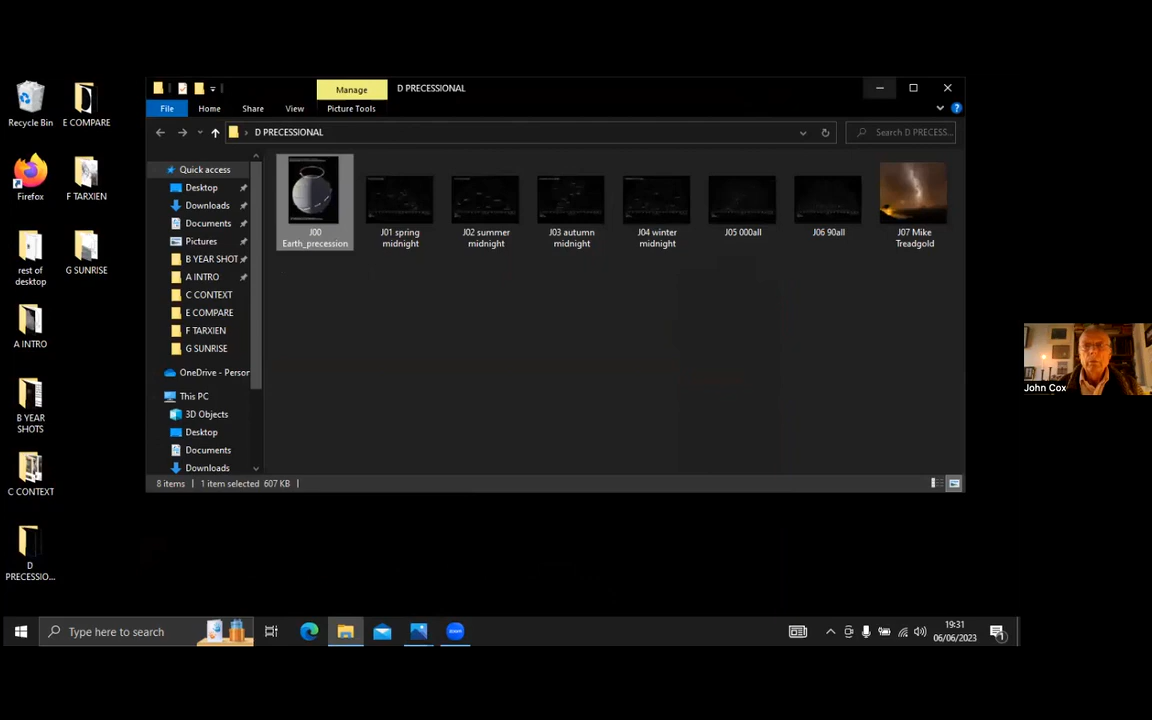 Recycle Bin
E COMPARE
Firefox
F TARXIEN
rest of
desktop
G SUNRISE
A INTRO
B YEAR
SHOTS
C CONTEXT
D
PRECESSIO...
Manage
D PRECESSIONAL
File
Home
Share
View
Picture Tools
D PRECESSIONAL
Search D PRECESS...
Quick access
Desktop
Downloads
Documents
Pictures
B YEAR SHOT
A INTRO
C CONTEXT
E COMPARE
F TARXIEN
G SUNRISE
OneDrive - Person
This PC
3D Objects
Desktop
Documents
Downloads
J00
Earth_precession
J01 spring
midnight
J02 summer
midnight
J03 autumn
midnight
J04 winter
midnight
J05 000all
J06 90all
J07 Mike
Treadgold
8 items
1 item selected 607 KB
John Cox
Type here to search
zoom
19:31
06/06/2023
1